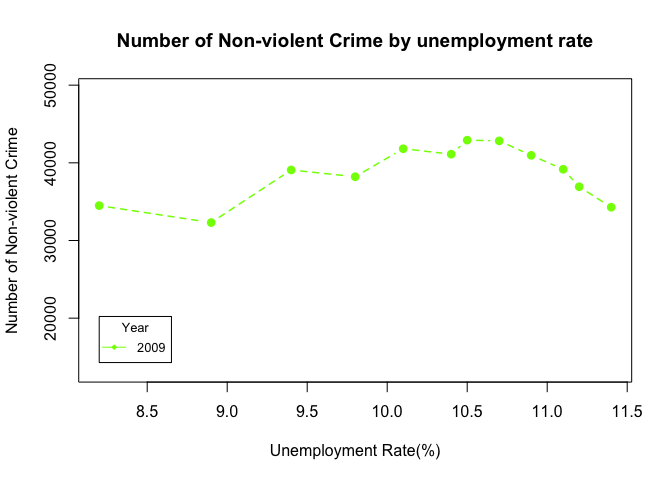 Number of Non-violent Crime by unemployment rate
Number of Non-violent Crime
50000
40000
30000
20000
Year
2009
8.5 9.0 9.5 10.0 10.5 11.0 11.5
Unemployment Rate(%)